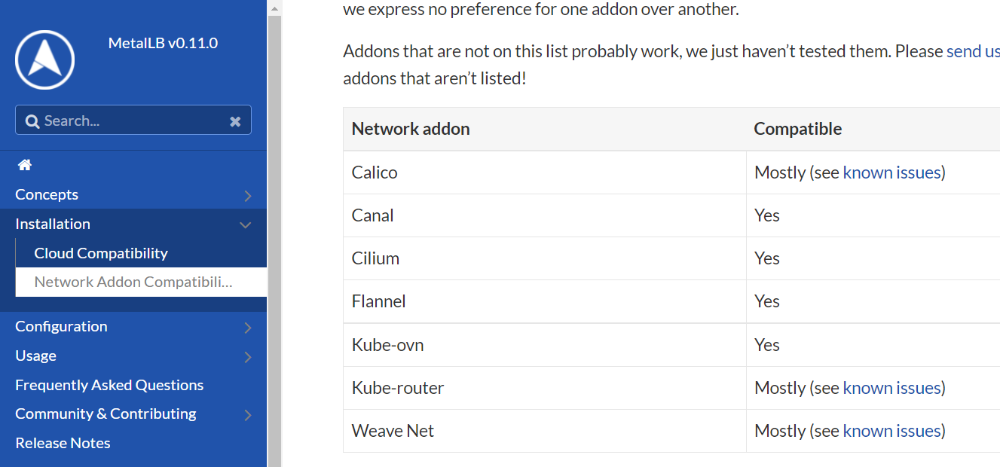 MetalLB v0.11.0
Search...
Concepts
Installation
Cloud Compatibility
Network Addon Compatibili...
Configuration
Usage
Frequently Asked Questions
Community & Contributing
Release Notes
we express no preference for one addon over another.
Addons that are not on this list probably work, we just haven’t tested them. Please send us
addons that aren’t listed!
Network addon Compatible
Calico Mostly (see known issues)
Canal Yes
Cilium Yes
Flannel Yes
Kube-ovn Yes
Kube-router Mostly (see known issues)
Weave Net Mostly (see known issues)